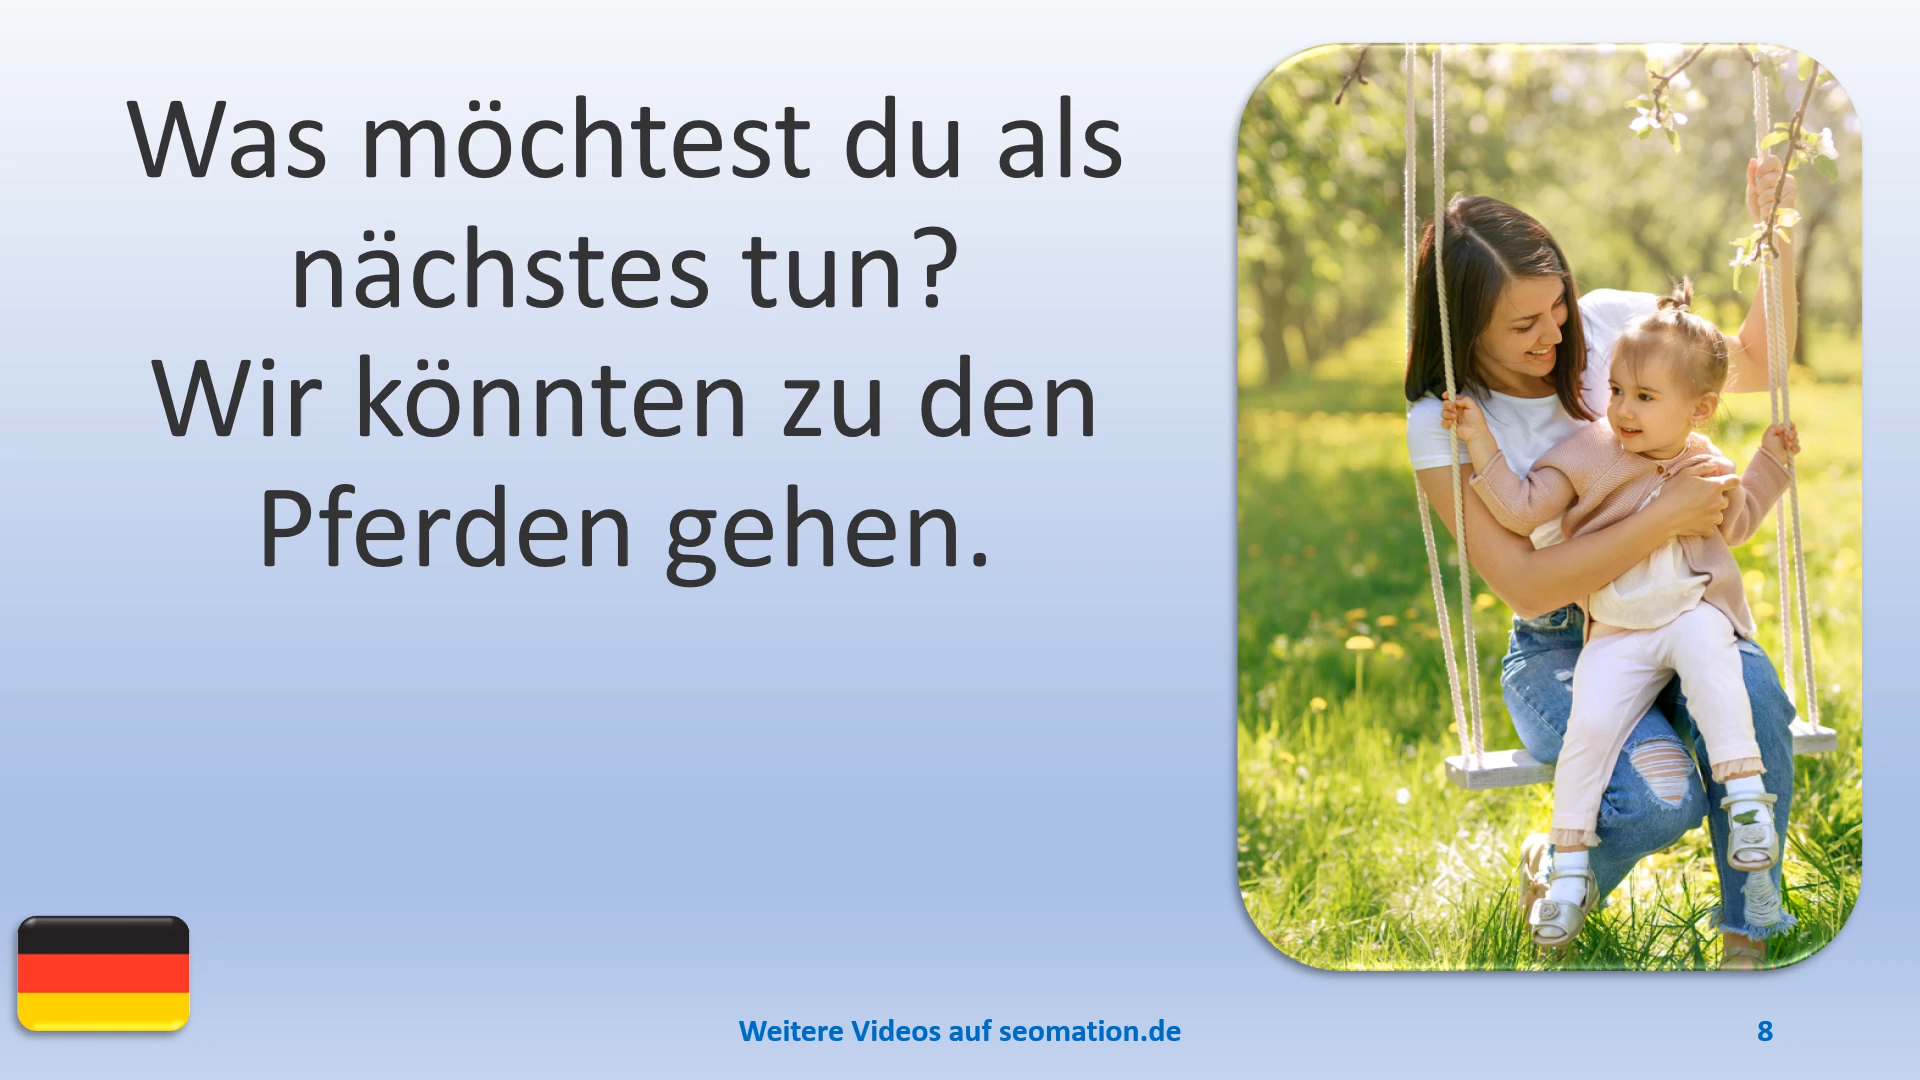 Was möchtest du als
nächstes tun?
Wir könnten zu den
Pferden gehen.
Weitere Videos auf seomation.de
8